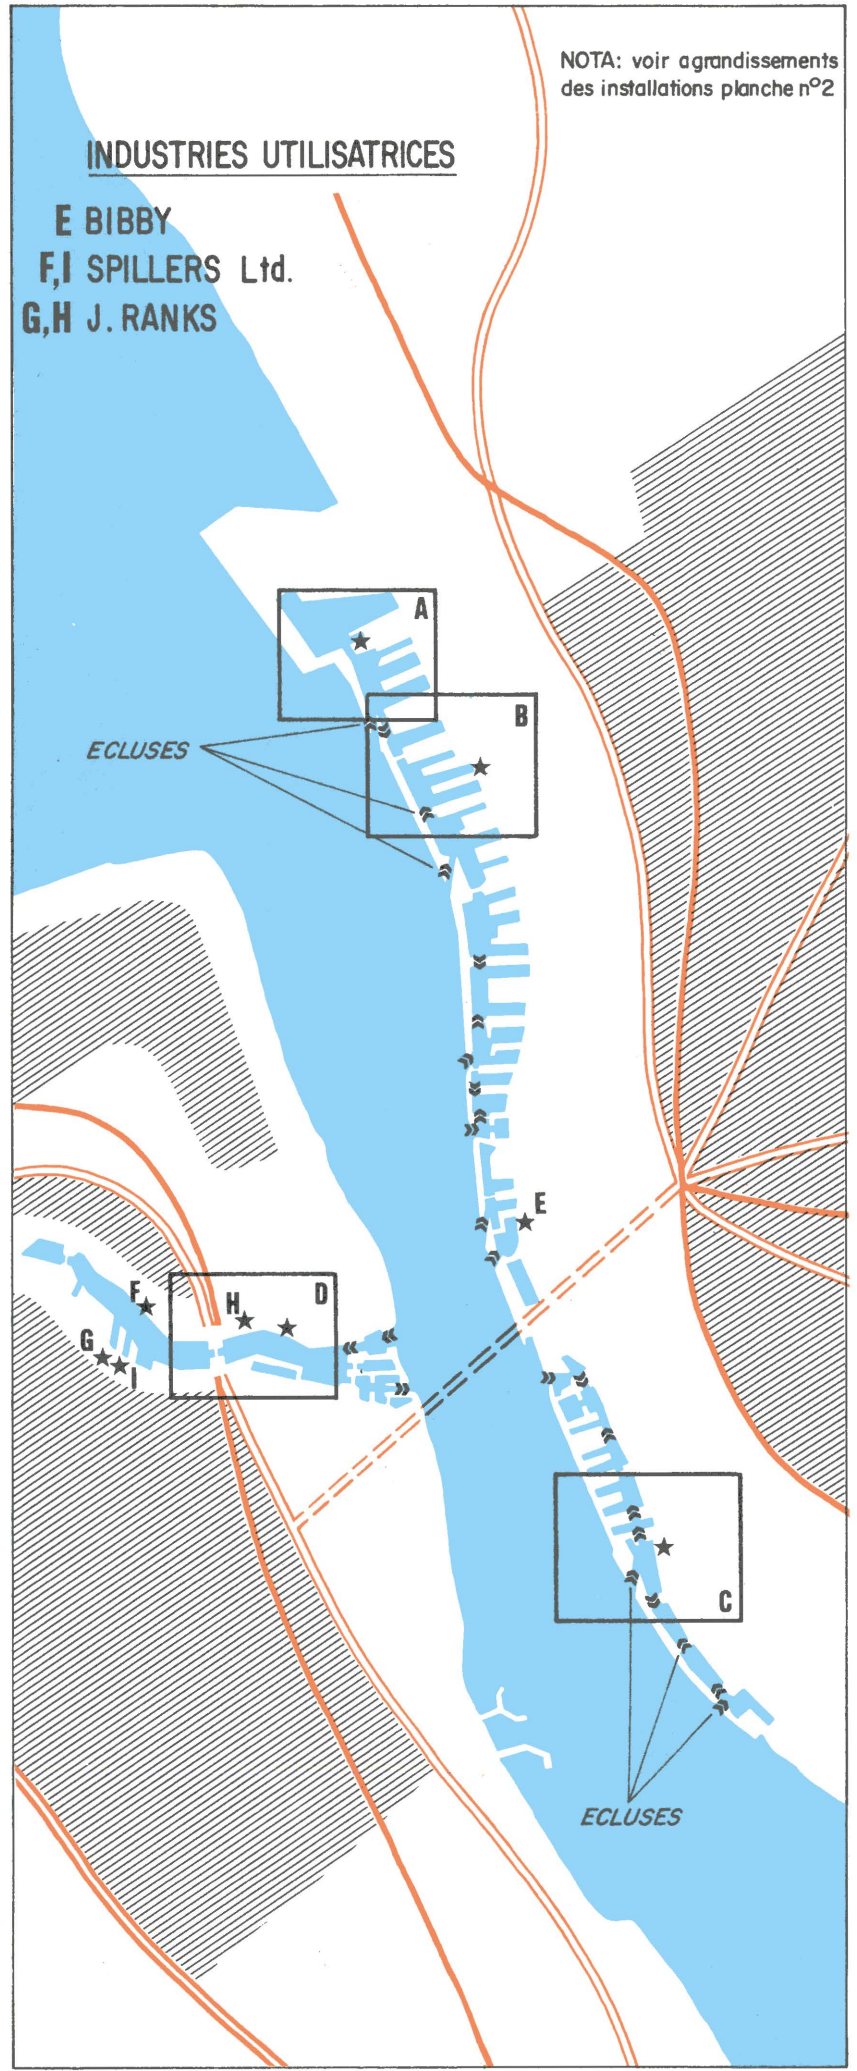 NOTA: voir agrandissements
des installations planche n°2
INDUSTRIES UTILISATRICES
E BIBBY
F,I SPILLERS Ltd.
G,H J. RANKS
A
B
ECLUSES
E
F
H
D
G
I
C
ECLUSES